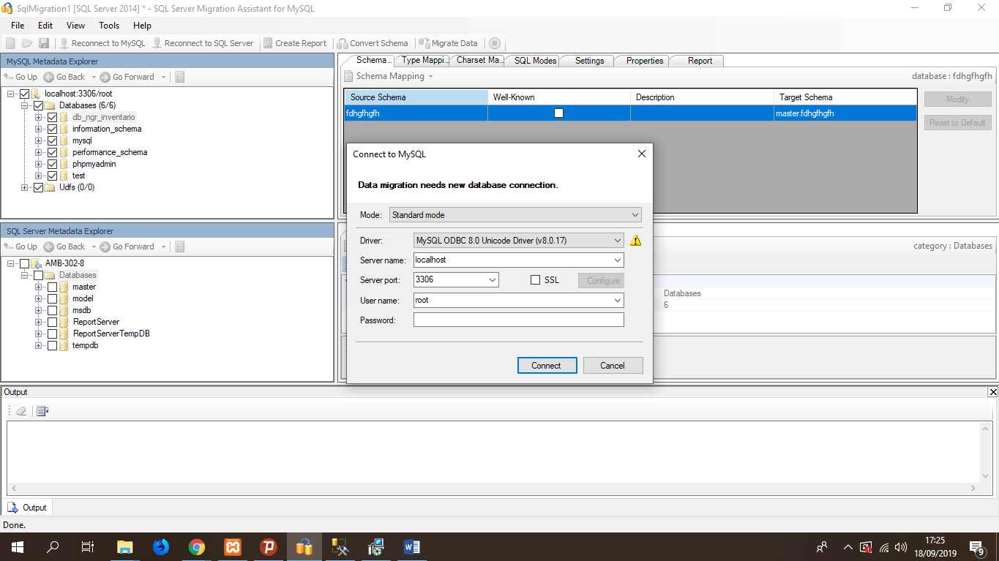 SqlMigration1 [SQL Server 2014] * - SQL Server Migration Assistant for MySQL
File Edit View Tools Help
Reconnect to MySQL Reconnect to SQL Server Create Report Convert Schema Migrate Data
MySQL Metadata Explorer
Go Up Go Back Go Forward
localhost:3306/root
Databases (6/6)
db_ngr_inventario
information_schema
mysql
performance_schema
phpmyadmin
test
Udfs (0/0)
Schema... Type Mappi... Charset Ma... SQL Modes Settings Properties Report
Schema Mapping database : fdhgfhgfh
Source Schema Well-Known Description Target Schema
fdhgfhgfh master.fdhgfhgfh
Modify
Reset to Default
SQL Server Metadata Explorer
Go Up Go Back Go Forward
AMB-302-8
Databases
master
model
msdb
ReportServer
ReportServerTempDB
tempdb
category : Databases
Databases
6
Connect to MySQL
Data migration needs new database connection.
Mode: Standard mode
Driver: MySQL ODBC 8.0 Unicode Driver (v8.0.17)
Server name: localhost
Server port: 3306 SSL Configure
User name: root
Password:
Connect Cancel
Output
Output
Done.
17:25
18/09/2019
9